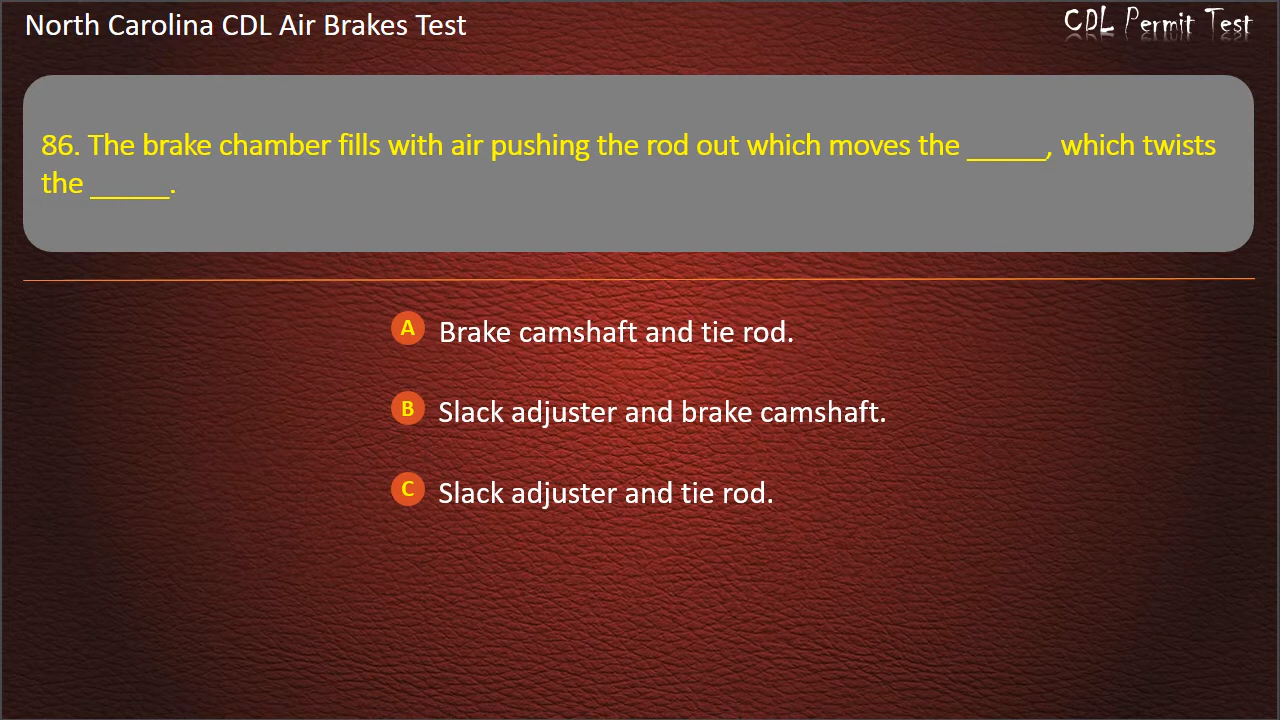 North Carolina CDL Air Brakes Test
CDL Permit Test
86. The brake chamber fills with air pushing the rod out which moves the _____, which twists
the _____.
A Brake camshaft and tie rod.
B Slack adjuster and brake camshaft.
C Slack adjuster and tie rod.